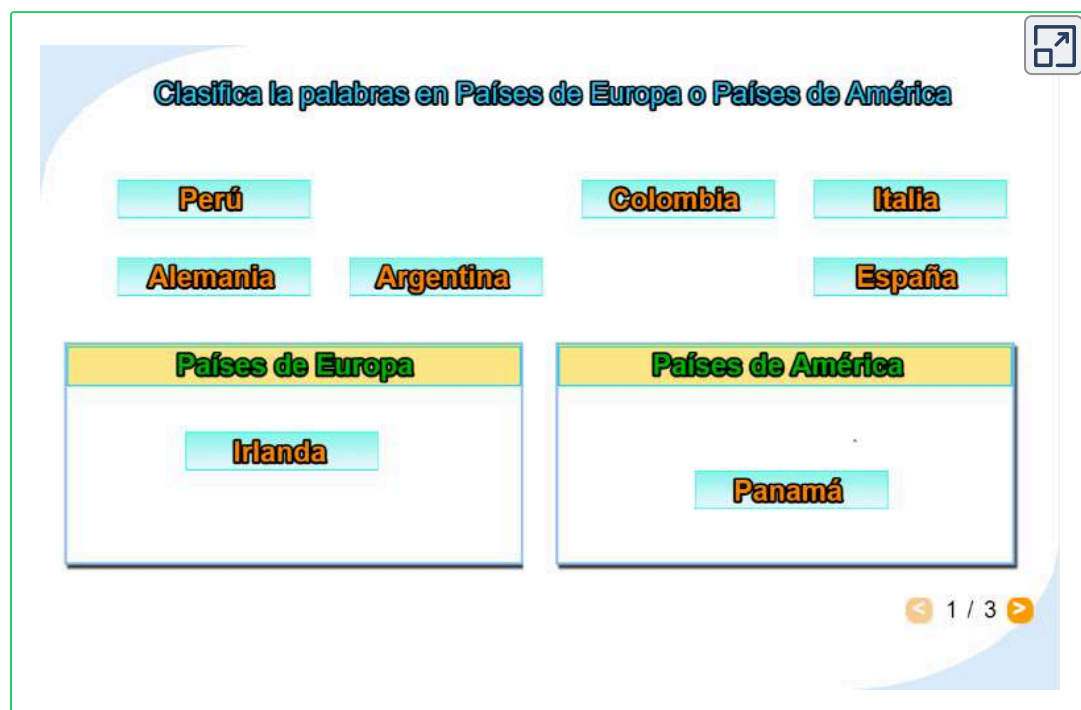 Clasifica la palabras en Países de Europa o Países de América
Perú Colombia Italia
Alemania Argentina España
Países de Europa Países de América
Irlanda
Panamá
< 1 / 3 >